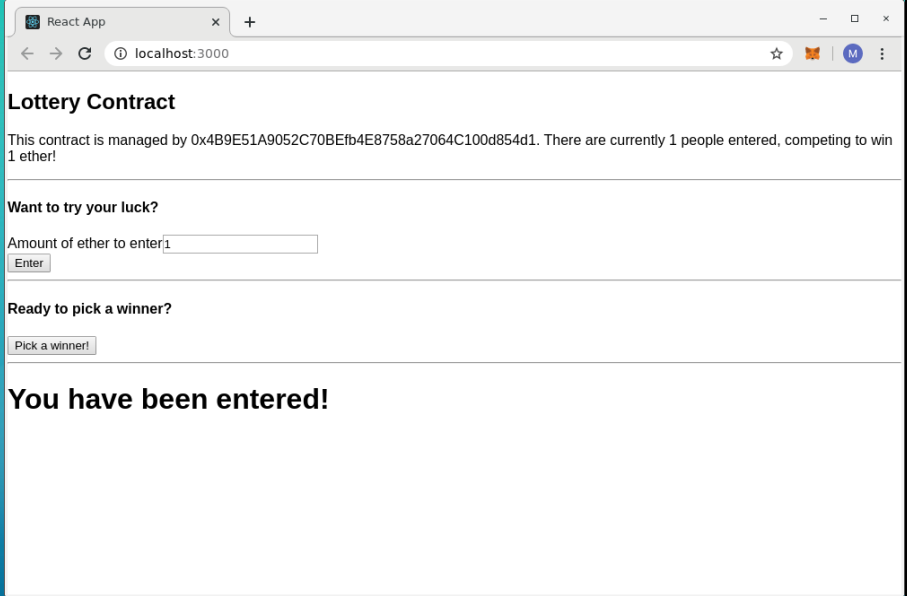 React App
localhost:3000
M
Lottery Contract
This contract is managed by 0x4B9E51A9052C70BEfb4E8758a27064C100d854d1. There are currently 1 people entered, competing to win
1 ether!
Want to try your luck?
Amount of ether to enter 1
Enter
Ready to pick a winner?
Pick a winner!
You have been entered!